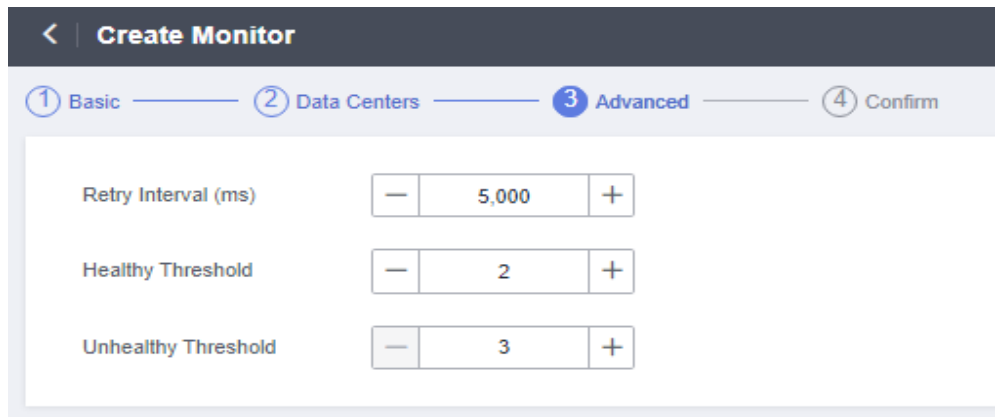 Create Monitor
1 Basic 2 Data Centers 3 Advanced 4 Confirm
Retry Interval (ms) 5,000
Healthy Threshold 2
Unhealthy Threshold 3